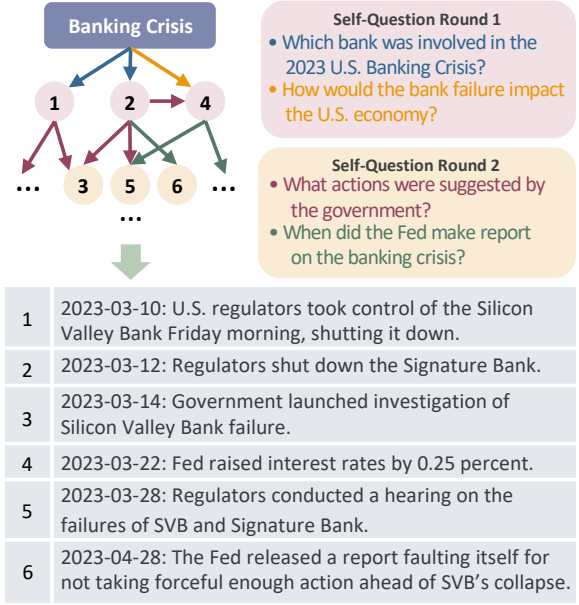 Banking Crisis
1
2
4
...
3
5
6
...
...
Self-Question Round 1
• Which bank was involved in the
2023 U.S. Banking Crisis?
• How would the bank failure impact
the U.S. economy?
Self-Question Round 2
• What actions were suggested by
the government?
• When did the Fed make report
on the banking crisis?
1
2023-03-10: U.S. regulators took control of the Silicon
Valley Bank Friday morning, shutting it down.
2
2023-03-12: Regulators shut down the Signature Bank.
3
2023-03-14: Government launched investigation of
Silicon Valley Bank failure.
4
2023-03-22: Fed raised interest rates by 0.25 percent.
5
2023-03-28: Regulators conducted a hearing on the
failures of SVB and Signature Bank.
6
2023-04-28: The Fed released a report faulting itself for
not taking forceful enough action ahead of SVB's collapse.